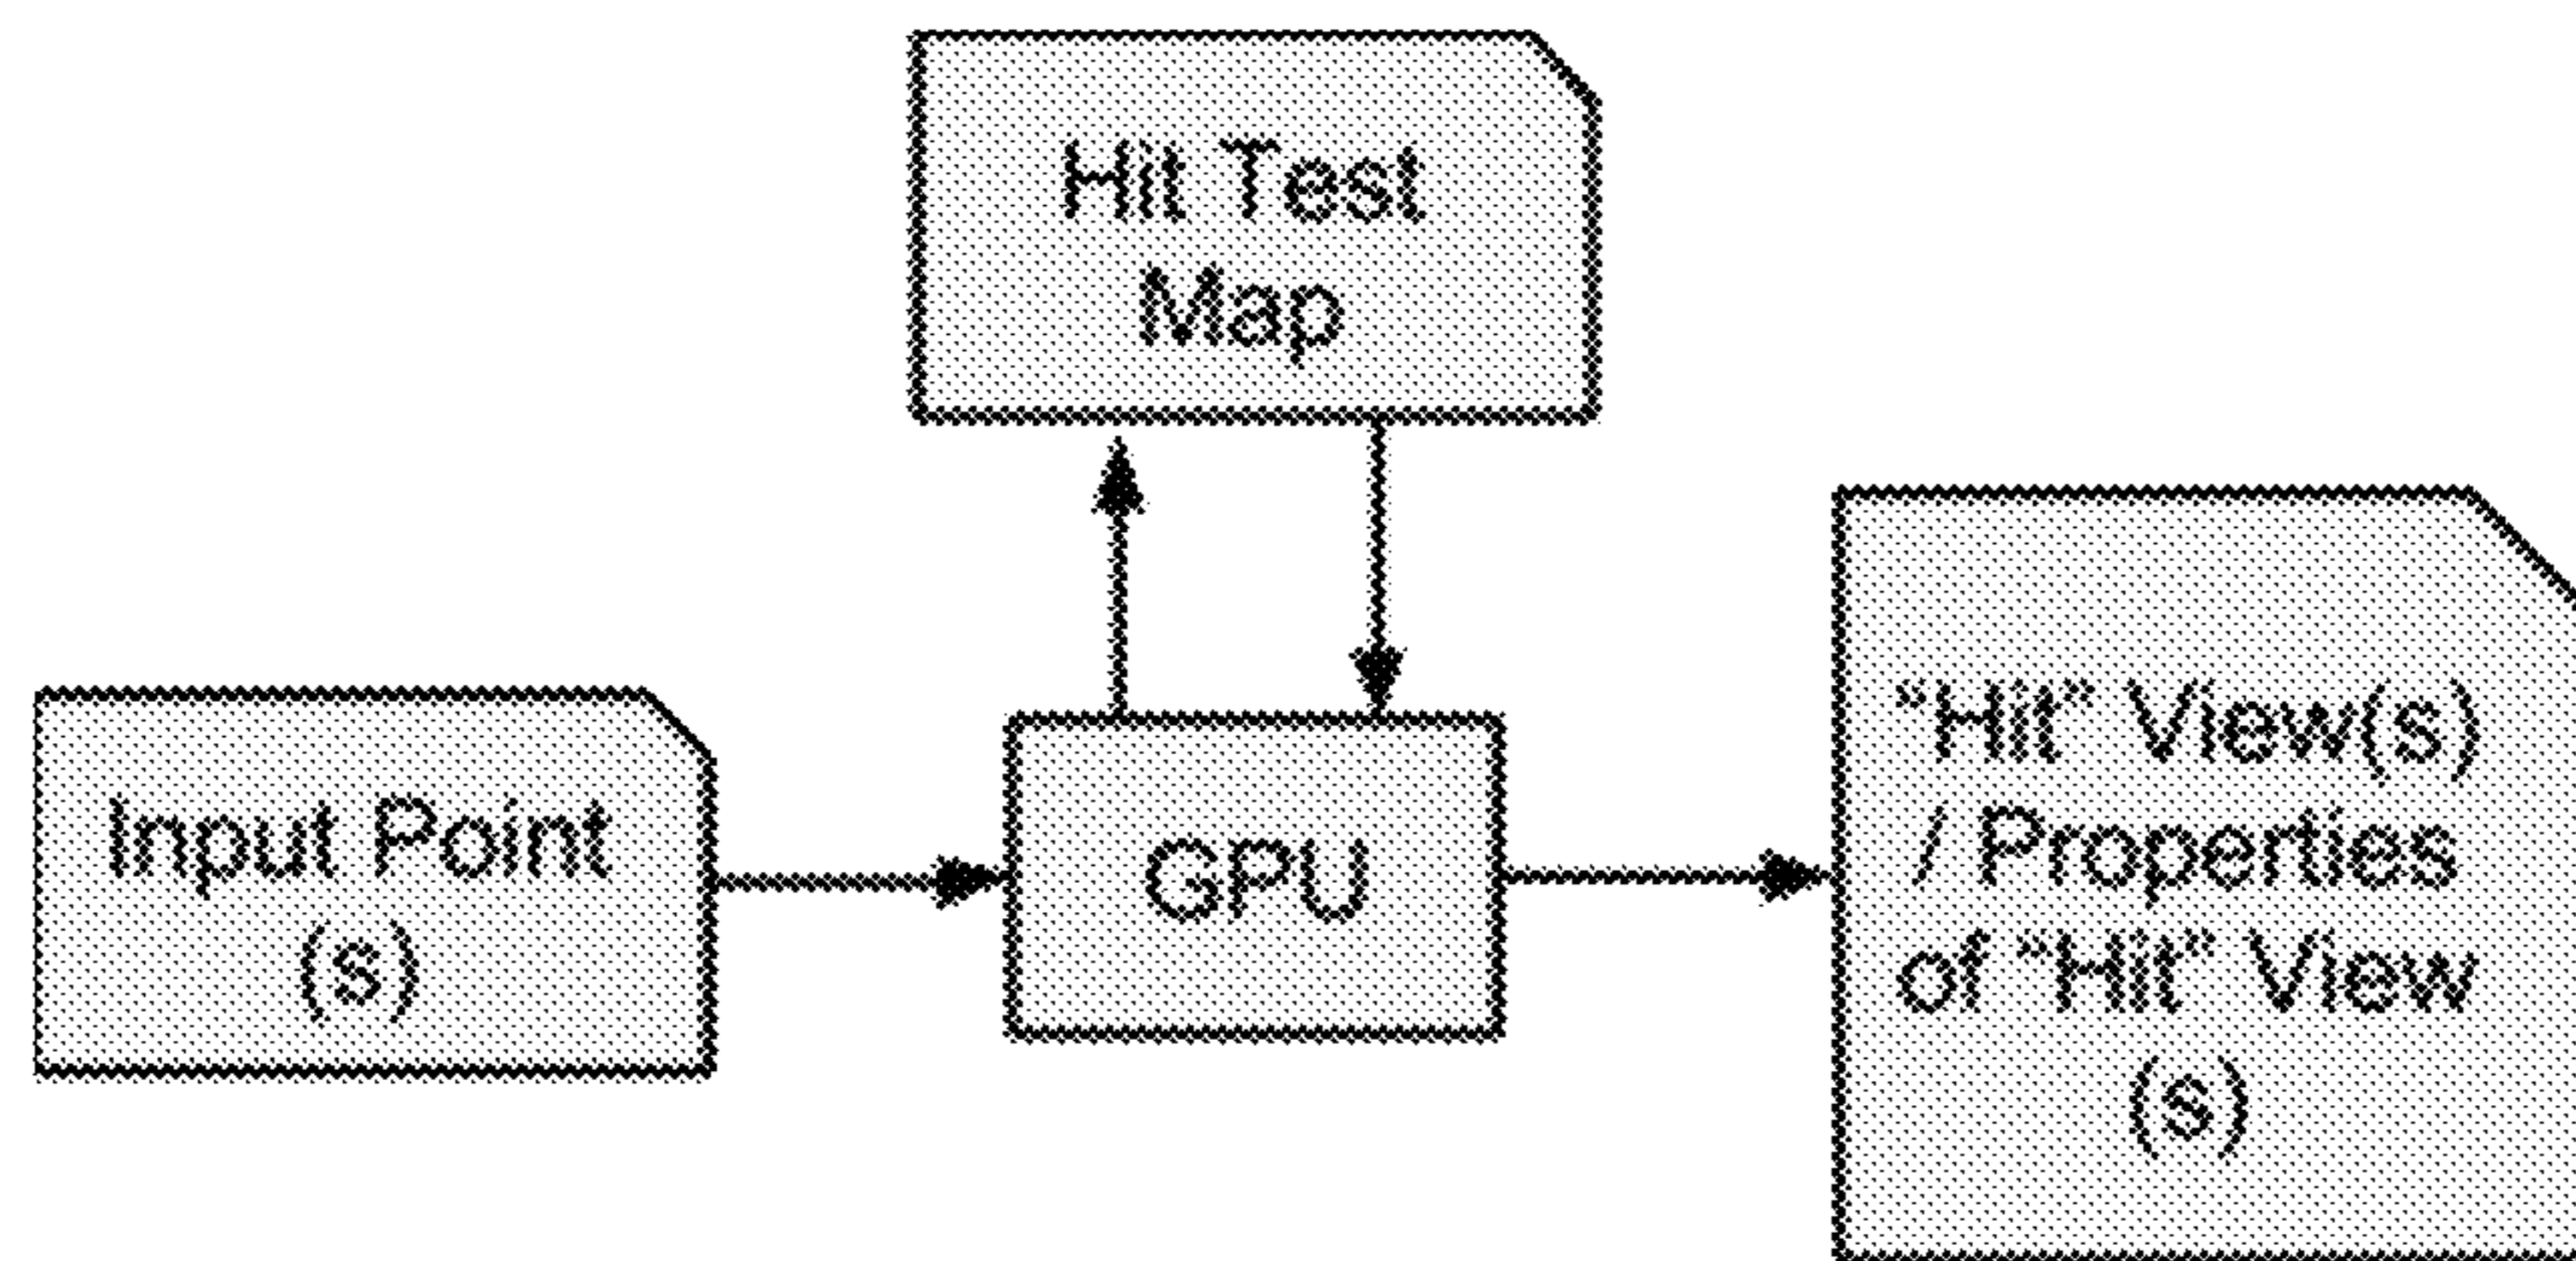 Hit Test
Map
Input Point
(s)
GPU
“Hit” View(s)
/ Properties
of “Hit” View
(s)